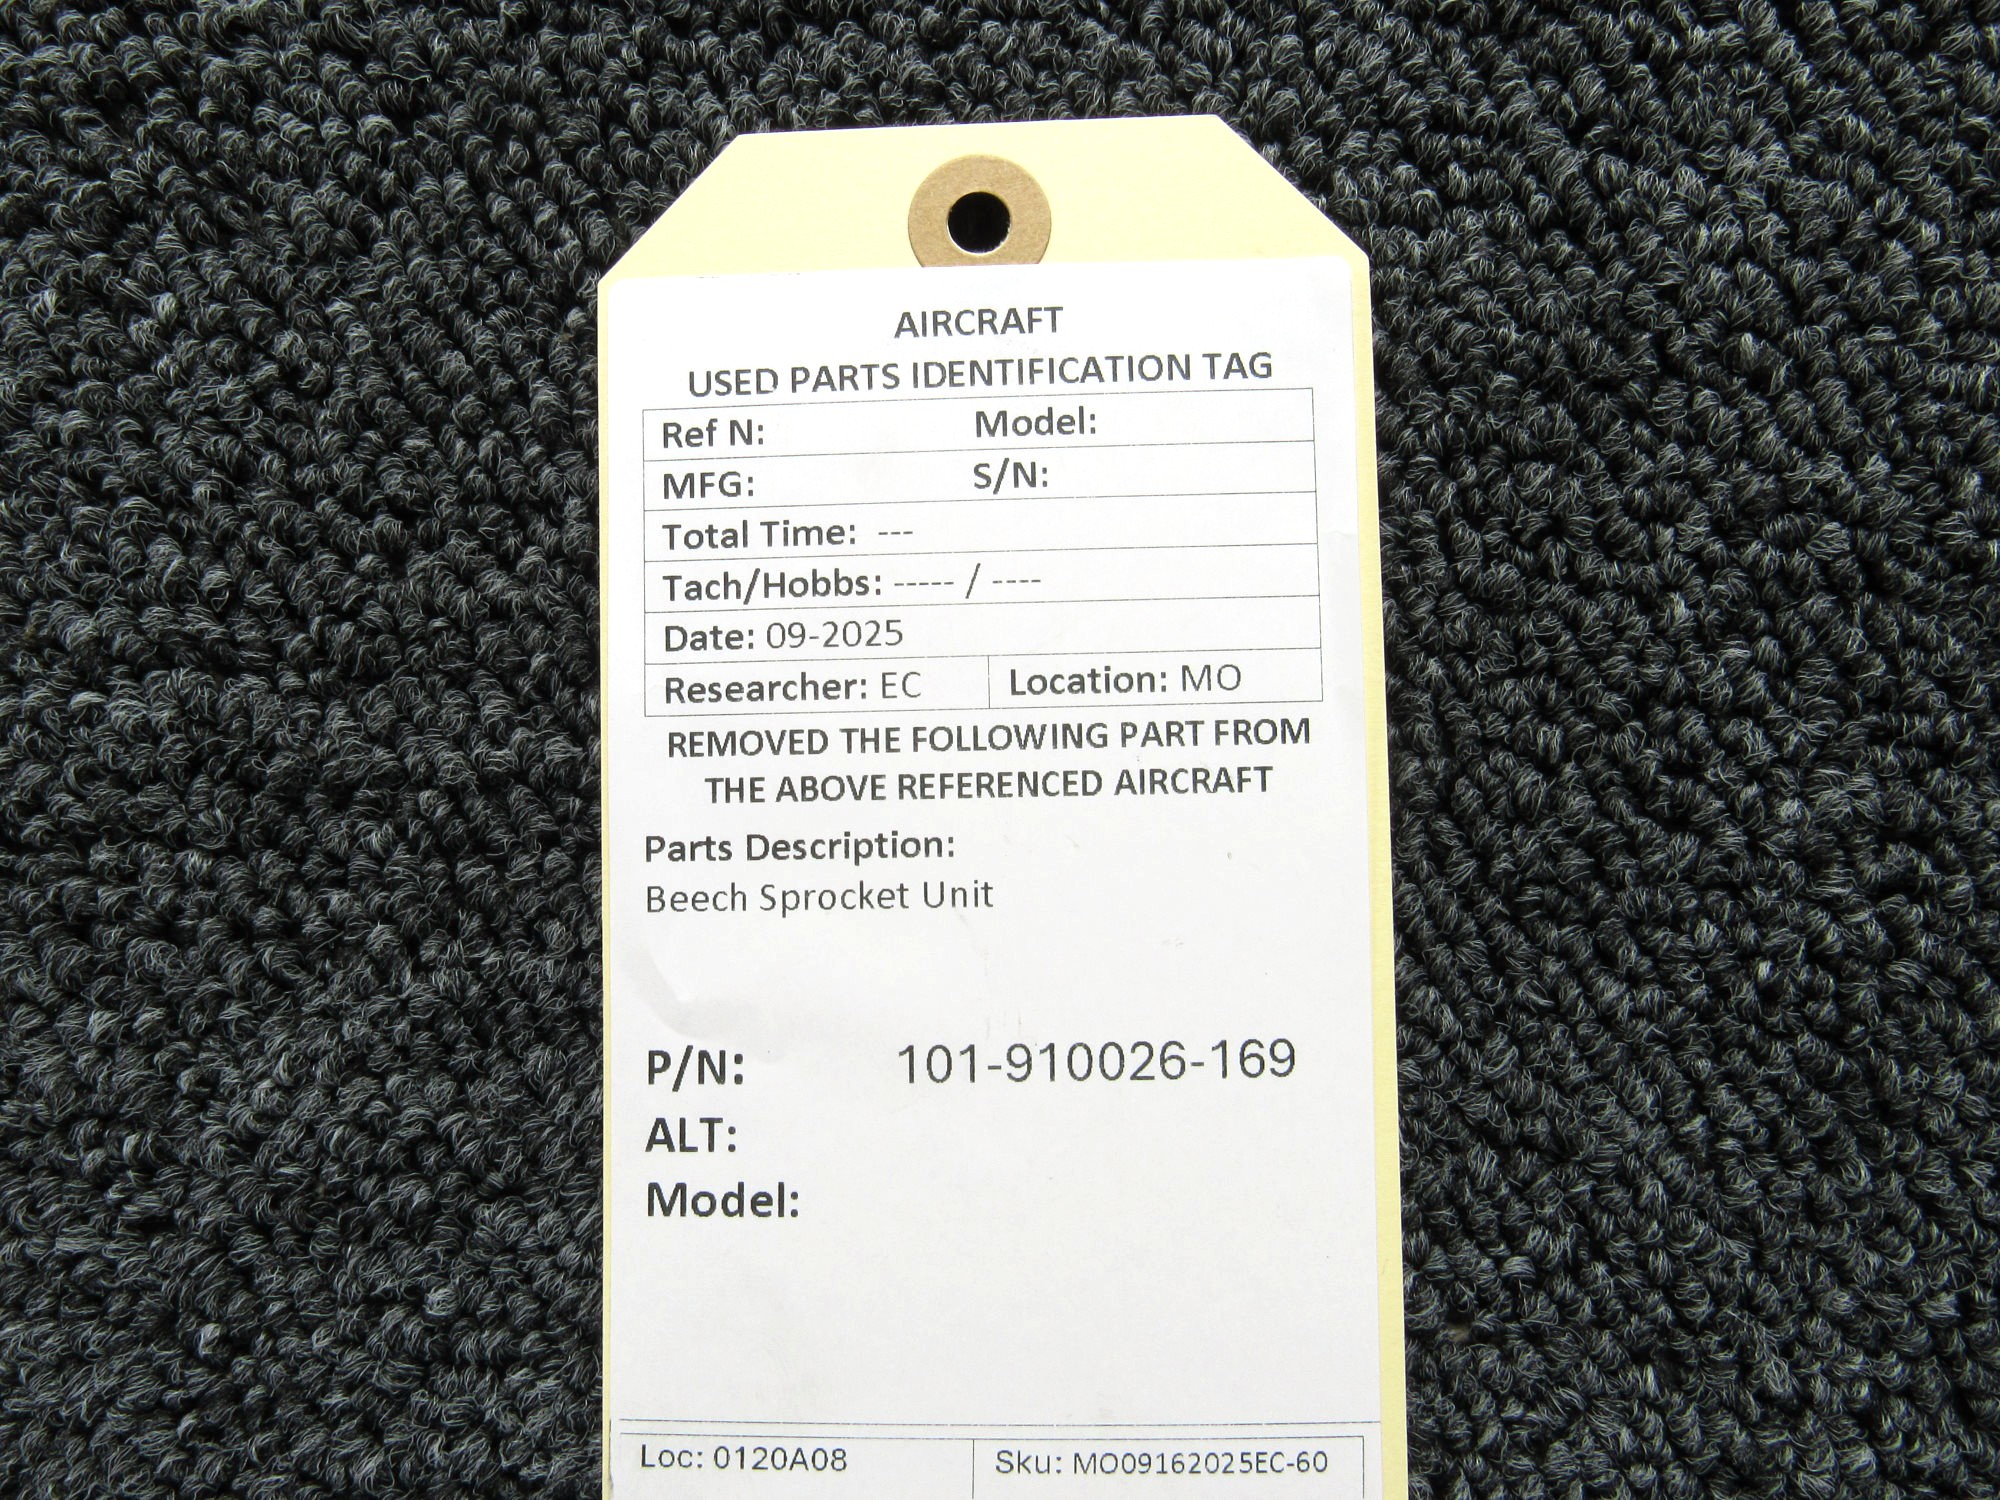 AIRCRAFT
USED PARTS IDENTIFICATION TAG
Ref N: Model:
MFG: S/N:
Total Time: ---
Tach/Hobbs: ----- / ----
Date: 09-2025
Researcher: EC Location: MO
REMOVED THE FOLLOWING PART FROM
THE ABOVE REFERENCED AIRCRAFT
Parts Description:
Beech Sprocket Unit
P/N: 101-910026-169
ALT:
Model:
Loc: 0120A08 Sku: MO09162025EC-60